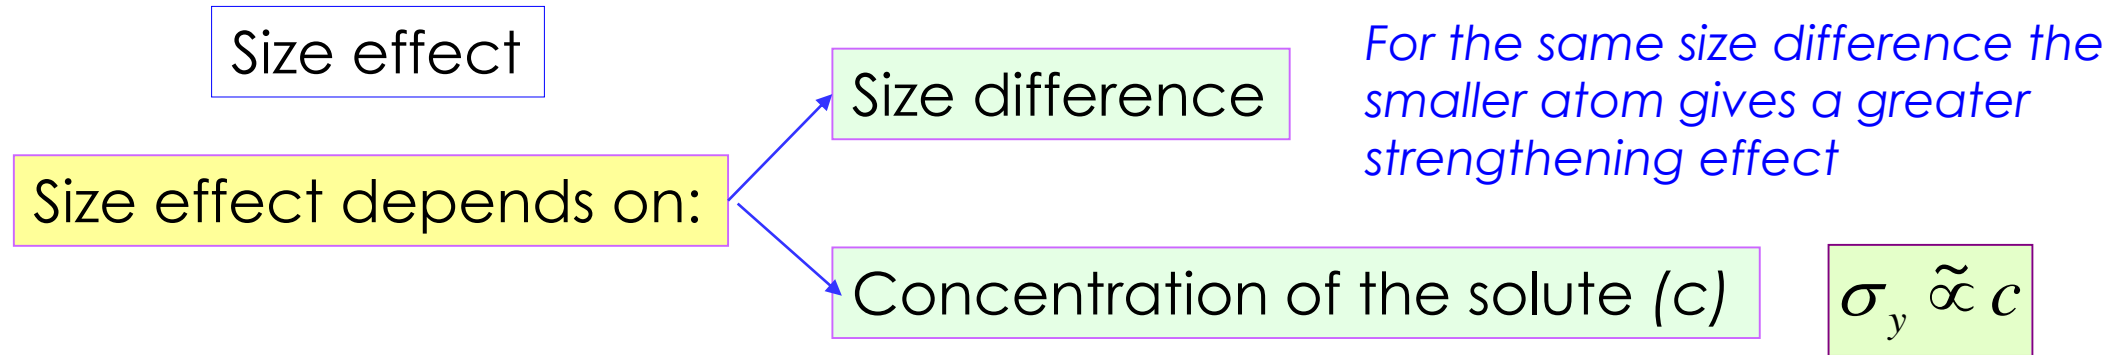 Size effect
Size effect depends on:
Size difference
For the same size difference the
smaller atom gives a greater
strengthening effect
Concentration of the solute (c)
σ_y ∝̃ c